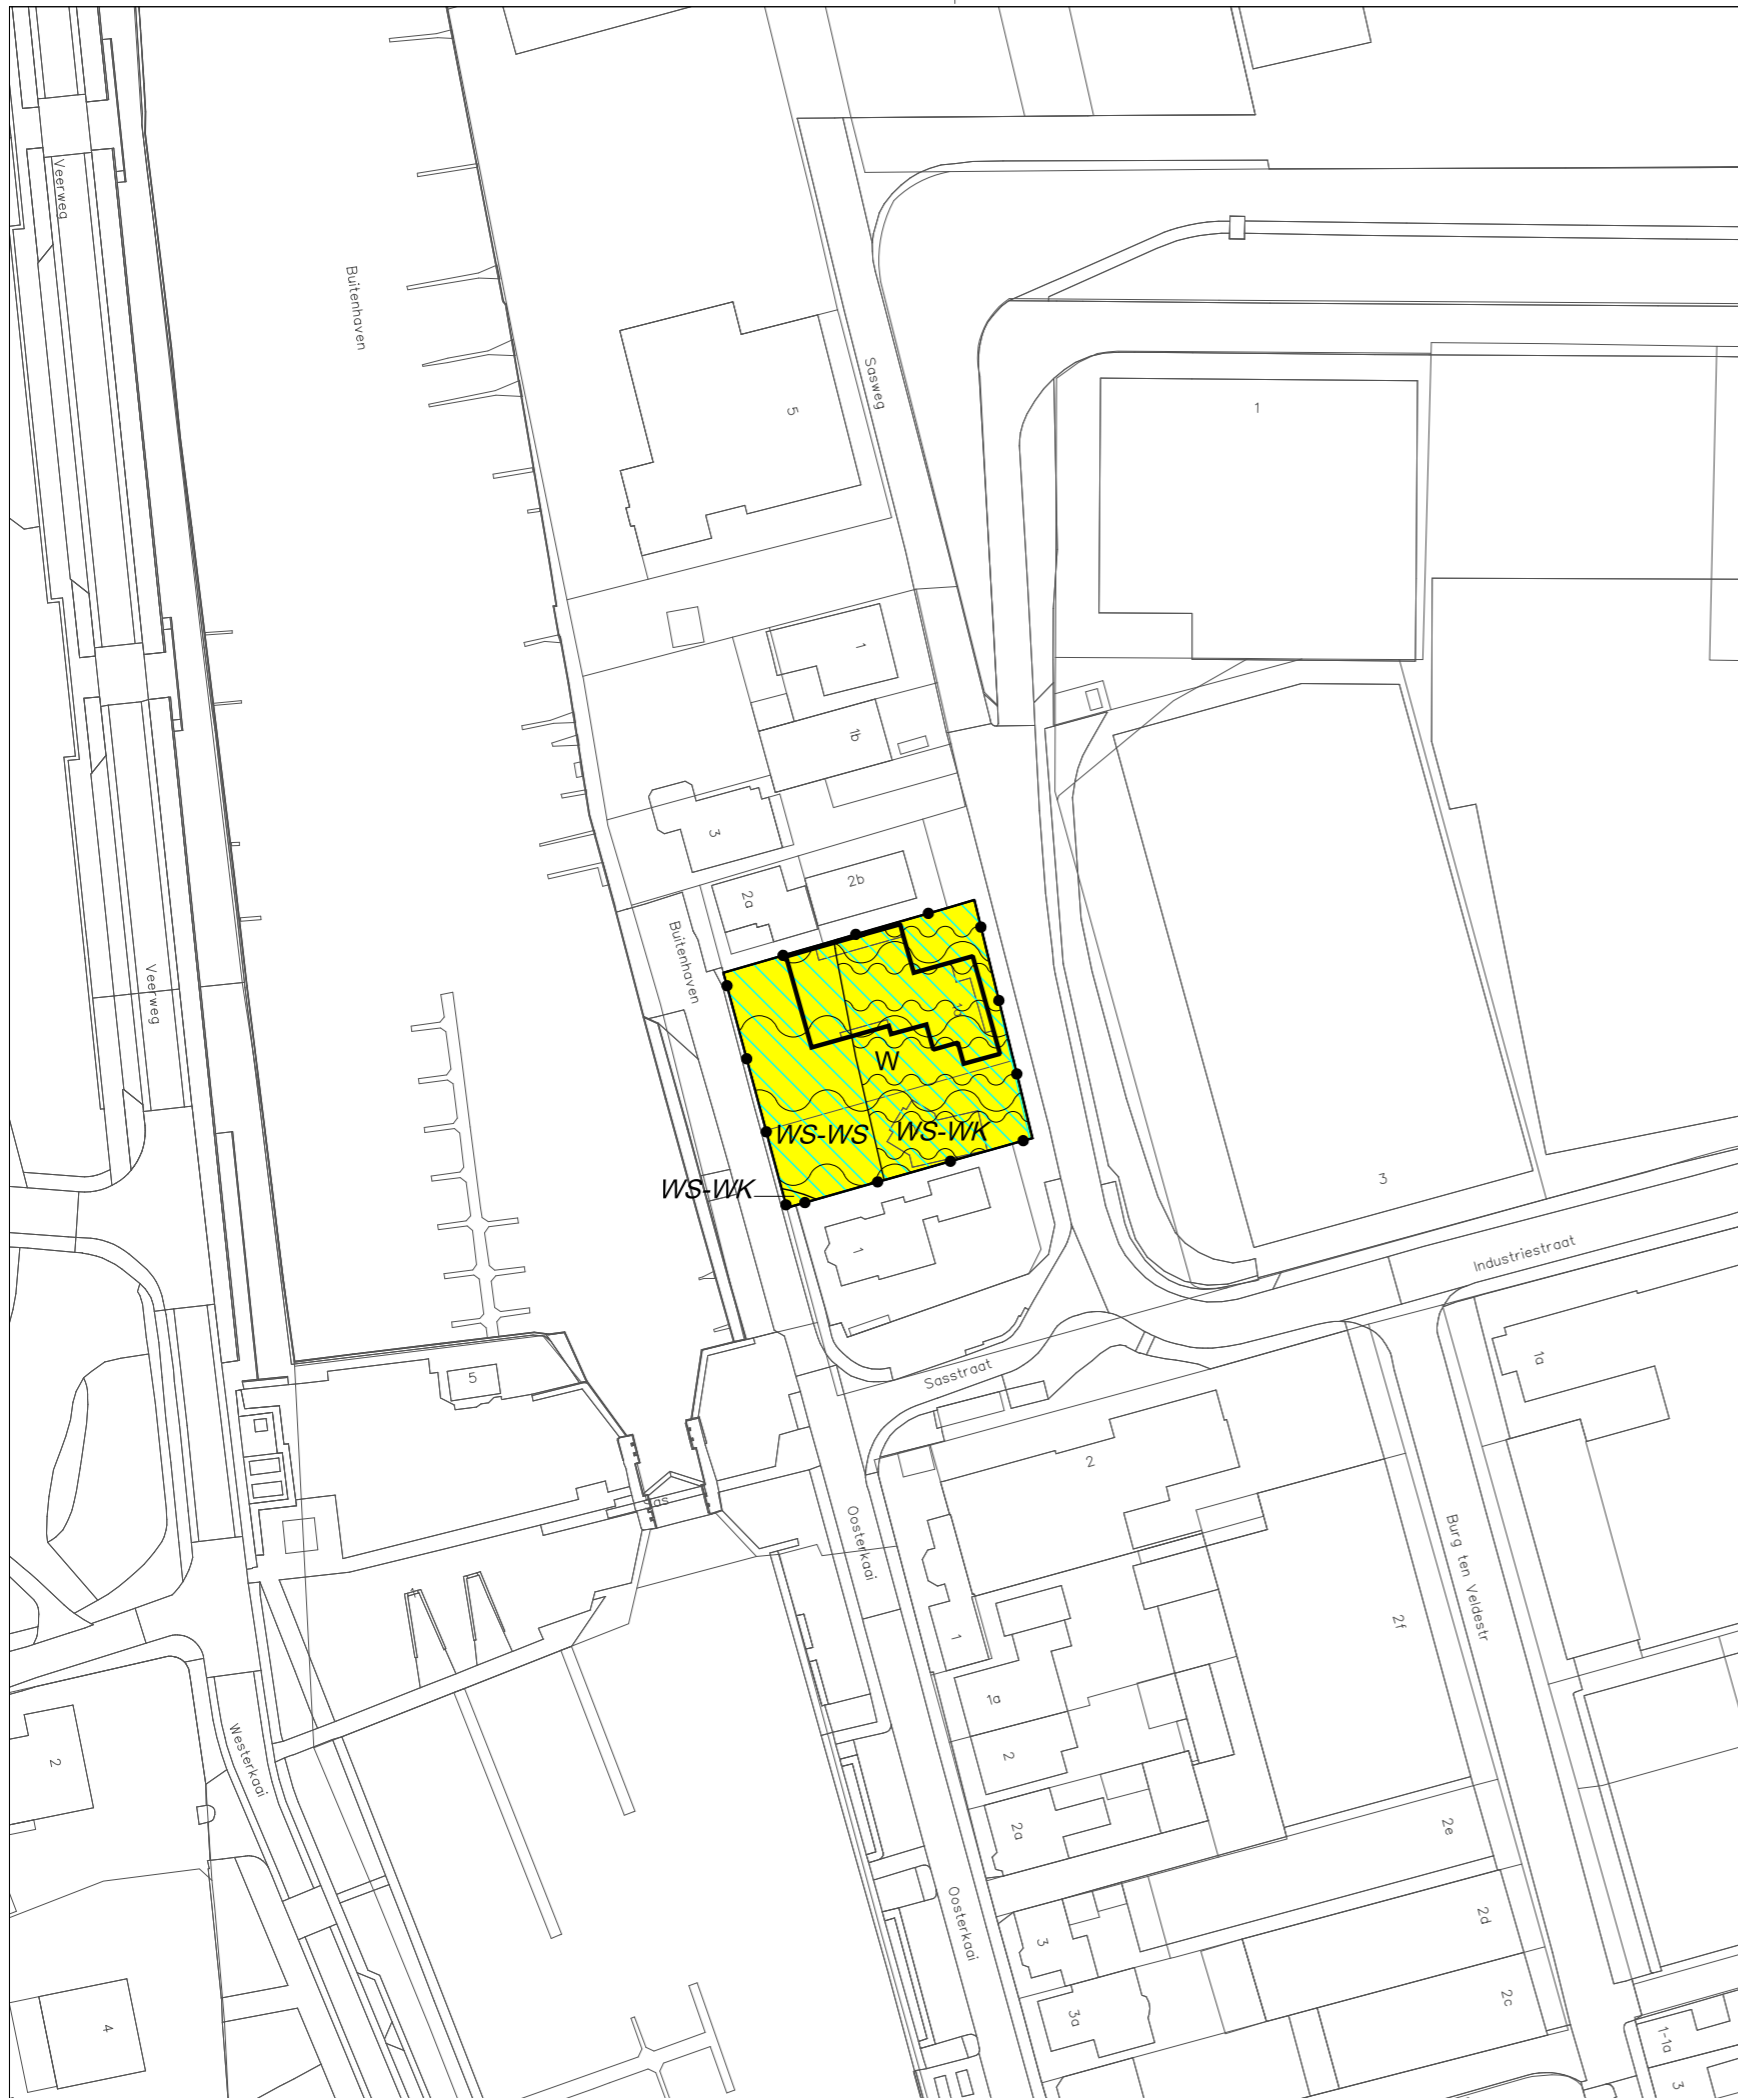 Veerweg
Buitenhaven
Sasweg
5
1
1
1b
3
2a
2b
Buitenhaven
Veerweg
W
WS-WS
WS-WK
WS-WK
3
1
Industriestraat
Sasstraat
1a
5
2
Sas
Oosterkaai
Burg ten Veldestr
1
2f
1a
2
2
Westerkaai
2a
2e
Oosterkaai
3
2d
2c
3a
4
1-1a
3